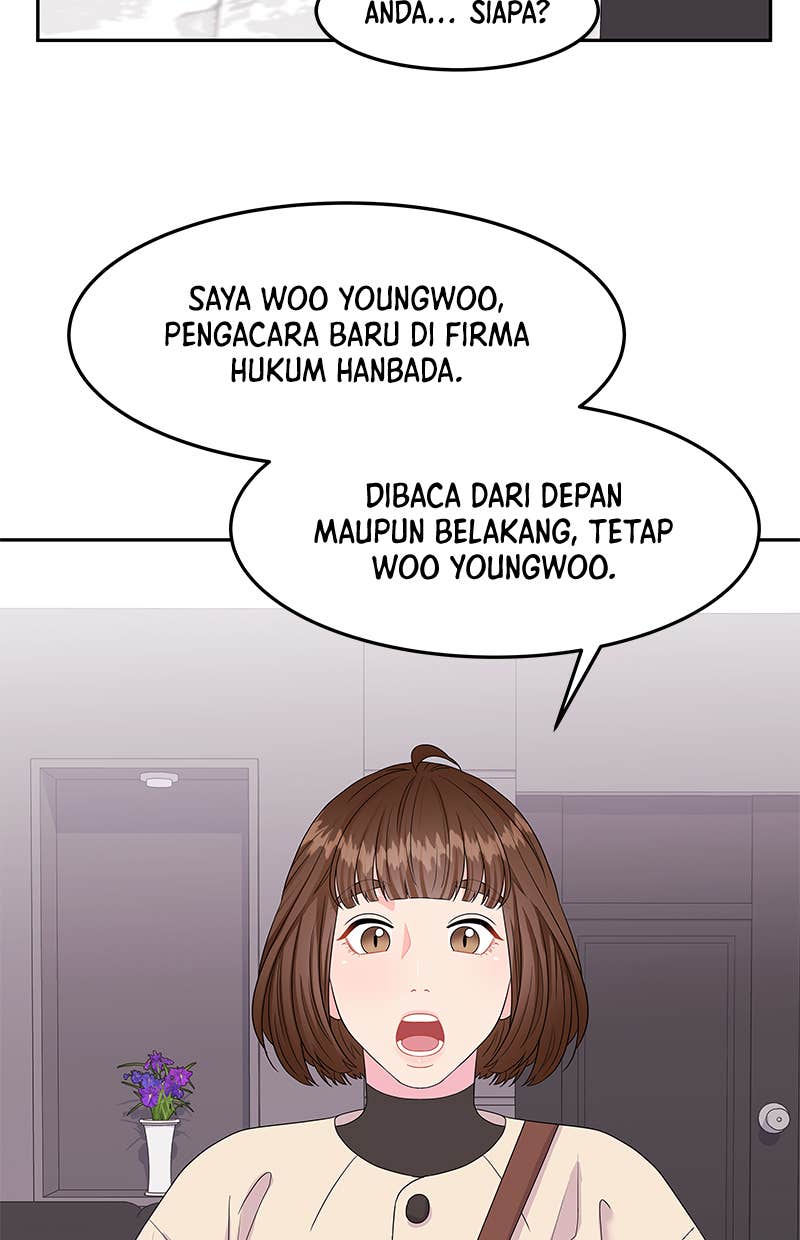 ANDA... SIAPA?
SAYA WOO YOUNGWOO,
PENGACARA BARU DI FIRMA
HUKUM HANBADA.
DIBACA DARI DEPAN
MAUPUN BELAKANG, TETAP
WOO YOUNGWOO.